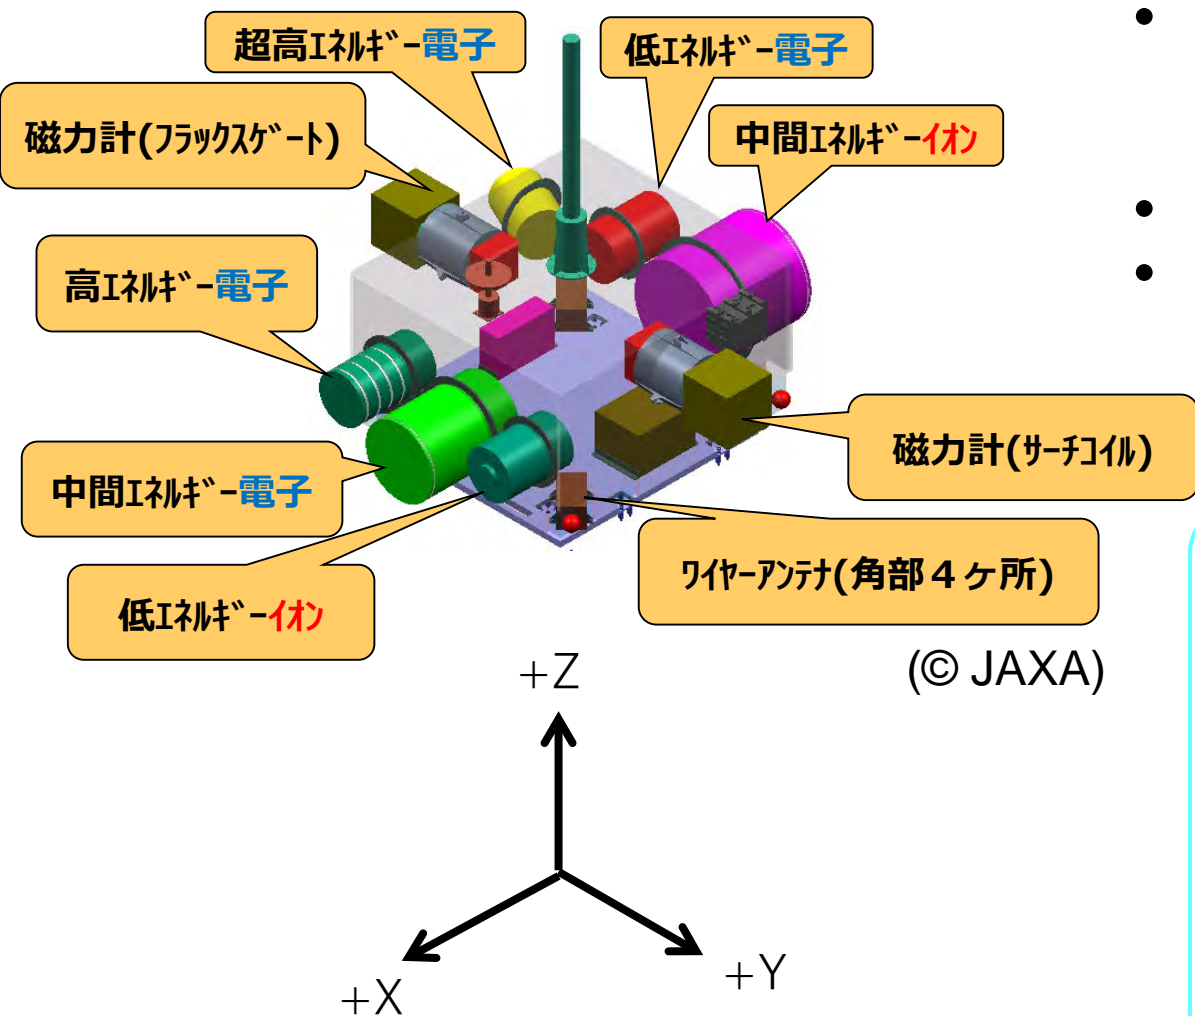 超高ｴﾈﾙｷﾞｰ電子
低ｴﾈﾙｷﾞｰ電子
磁力計(ﾌﾗｯｸｽｹﾞｰﾄ)
中間ｴﾈﾙｷﾞｰｲｵﾝ
高ｴﾈﾙｷﾞｰ電子
磁力計(ｻｰﾁｺｲﾙ)
中間ｴﾈﾙｷﾞｰ電子
ﾜｲﾔｰｱﾝﾃﾅ(角部４ヶ所)
低ｴﾈﾙｷﾞｰｲｵﾝ
(© JAXA)
+Z
+X
+Y